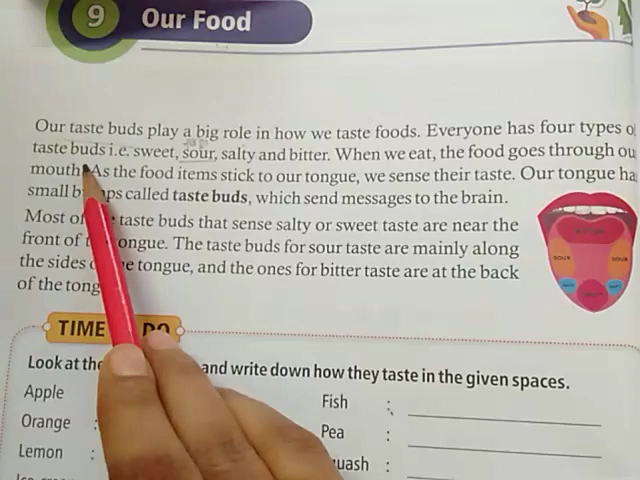 9 Our Food
Our taste buds play a big role in how we taste foods. Everyone has four types
taste buds i.e. sweet, sour, salty and bitter. When we eat, the food goes through
mouth. As the food items stick to our tongue, we sense their taste. Our tongue
small called taste buds, which send messages to the brain.
Most of taste buds that sense salty or sweet taste are near the
front of tongue. The taste buds for sour taste are mainly along
the sides tongue, and the ones for bitter taste are at the back
of the
SOUR SOUR
TIME DO
Look at the and write down how they taste in the given spaces.
Apple
Orange :
Lemon :
Fish :
Pea :
: